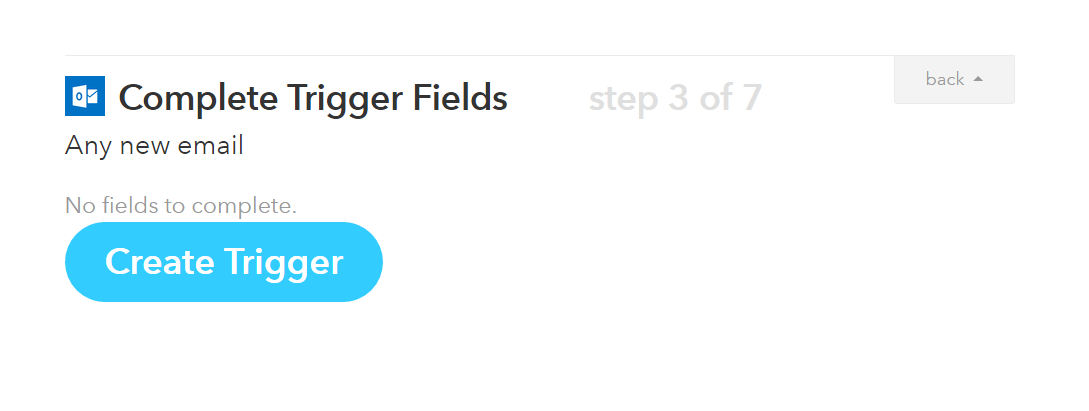 back
Complete Trigger Fields step 3 of 7
Any new email
No fields to complete.
Create Trigger